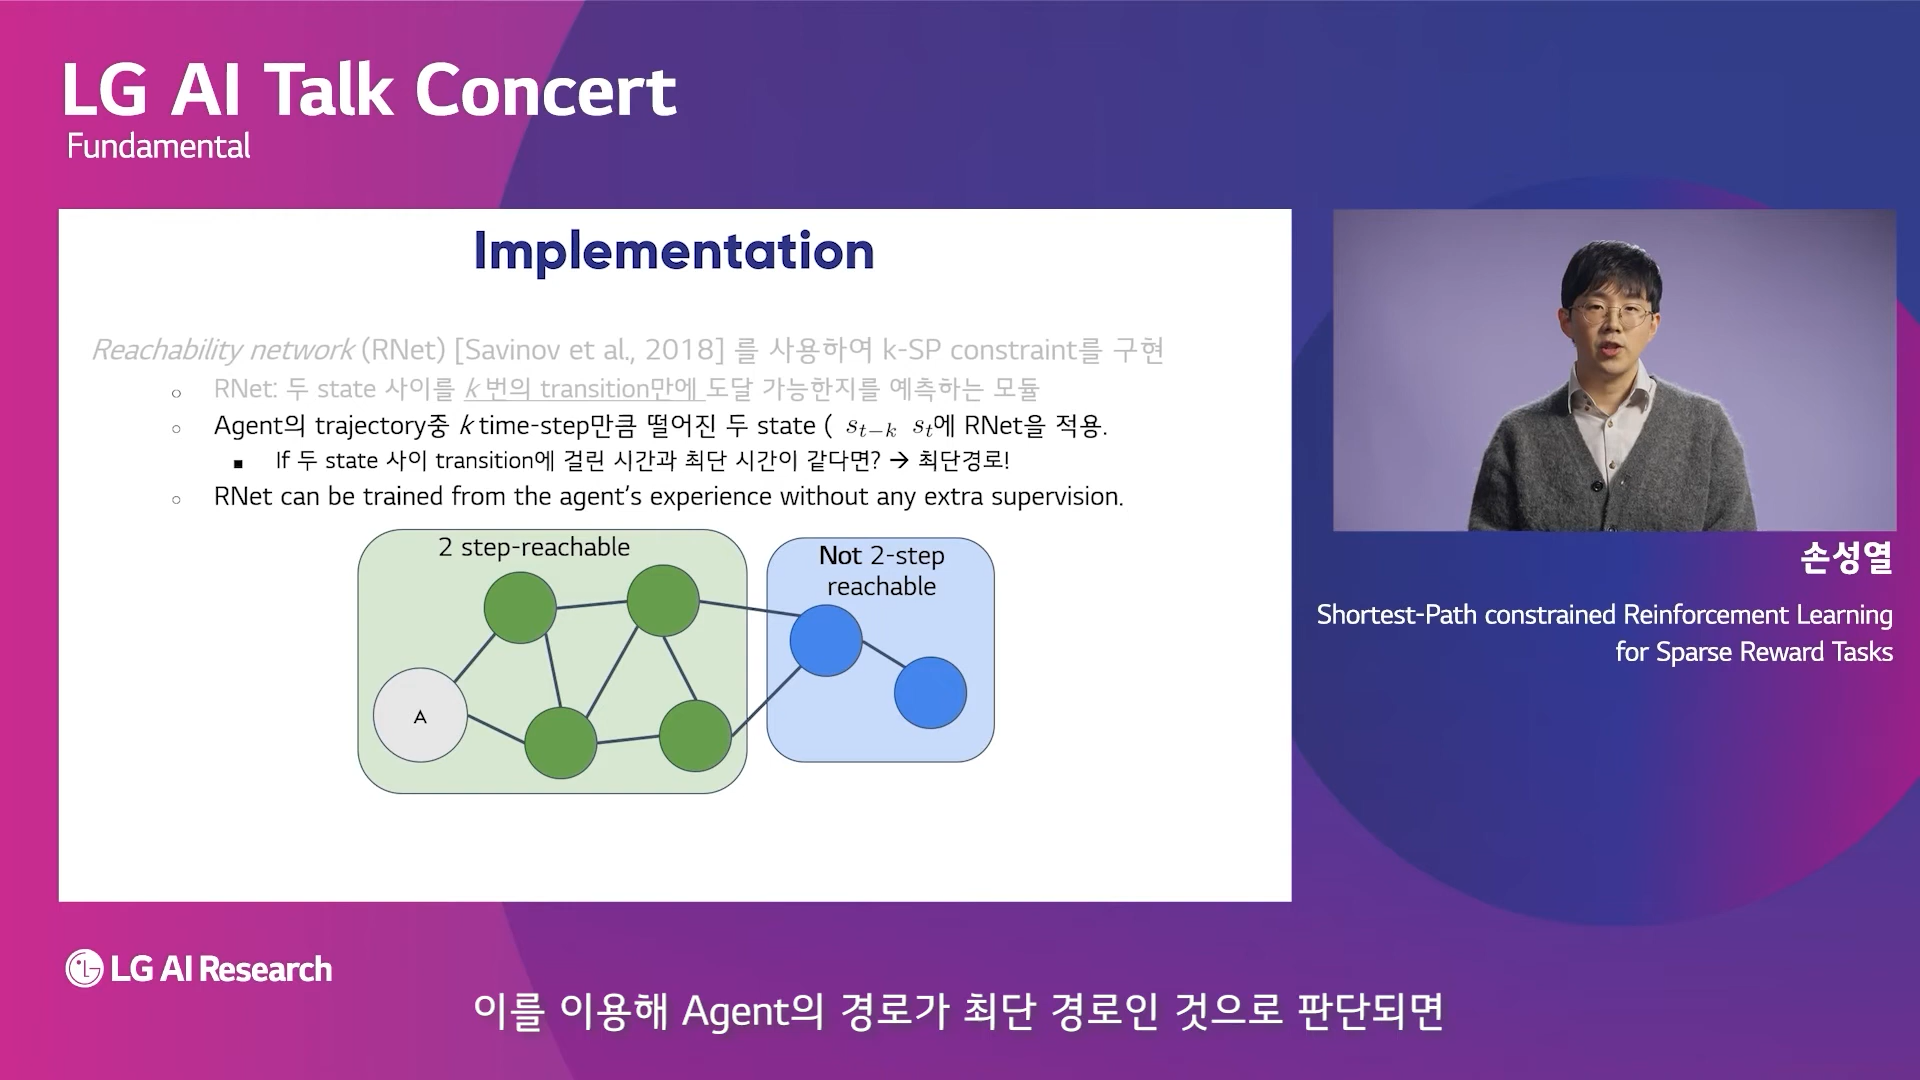 LG AI Talk Concert
Fundamental
Implementation
Reachability network (RNet) [Savinov et al., 2018] 를 사용하여 k-SP constraint를 구현
○ RNet: 두 state 사이를 k 번의 transition만에 도달 가능한지를 예측하는 모듈
○ Agent의 trajectory중 k time-step만큼 떨어진 두 state ( s_{t-k} s_t에 RNet을 적용.
■ If 두 state 사이 transition에 걸린 시간과 최단 시간이 같다면? → 최단경로!
○ RNet can be trained from the agent's experience without any extra supervision.
2 step-reachable
Not 2-step
reachable
A
손성열
Shortest-Path constrained Reinforcement Learning
for Sparse Reward Tasks
LG AI Research
이를 이용해 Agent의 경로가 최단 경로인 것으로 판단되면